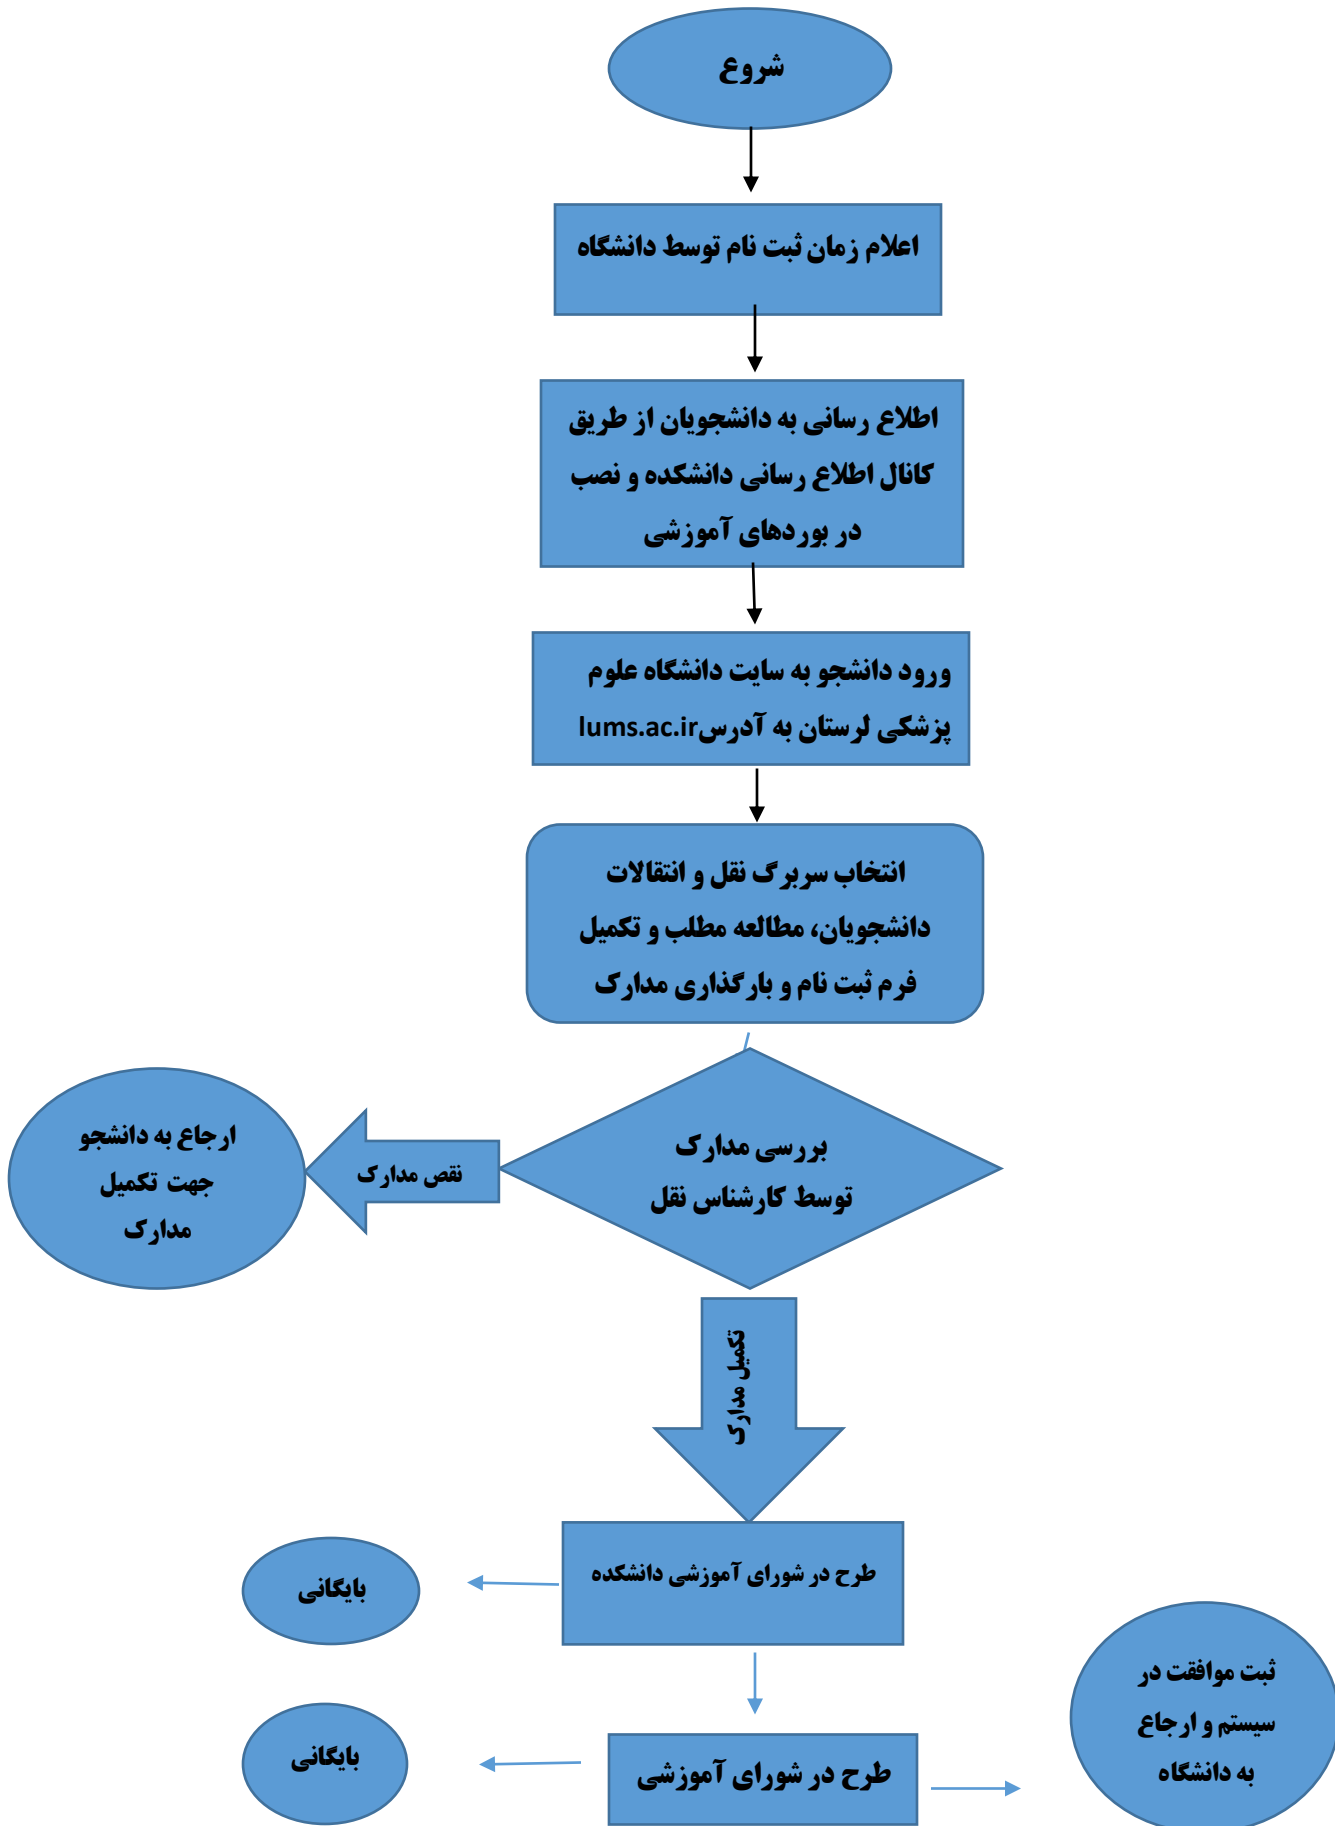 شروع
اعلام زمان ثبت نام توسط دانشگاه
اطلاع رسانی به دانشجویان از طریق
کانال اطلاع رسانی دانشکده و نصب
در بوردهای آموزشی
ورود دانشجو به سایت دانشگاه علوم
پزشکی لرستان به آدرسlums.ac.ir
انتخاب سربرگ نقل و انتقالات
دانشجویان، مطالعه مطلب و تکمیل
فرم ثبت نام و بارگذاری مدارک
بررسی مدارک
توسط کارشناس نقل
نقص مدارک
ارجاع به دانشجو
جهت تکمیل
مدارک
تکمیل مدارک
طرح در شورای آموزشی دانشکده
بایگانی
طرح در شورای آموزشی
بایگانی
ثبت موافقت در
سیستم و ارجاع
به دانشگاه